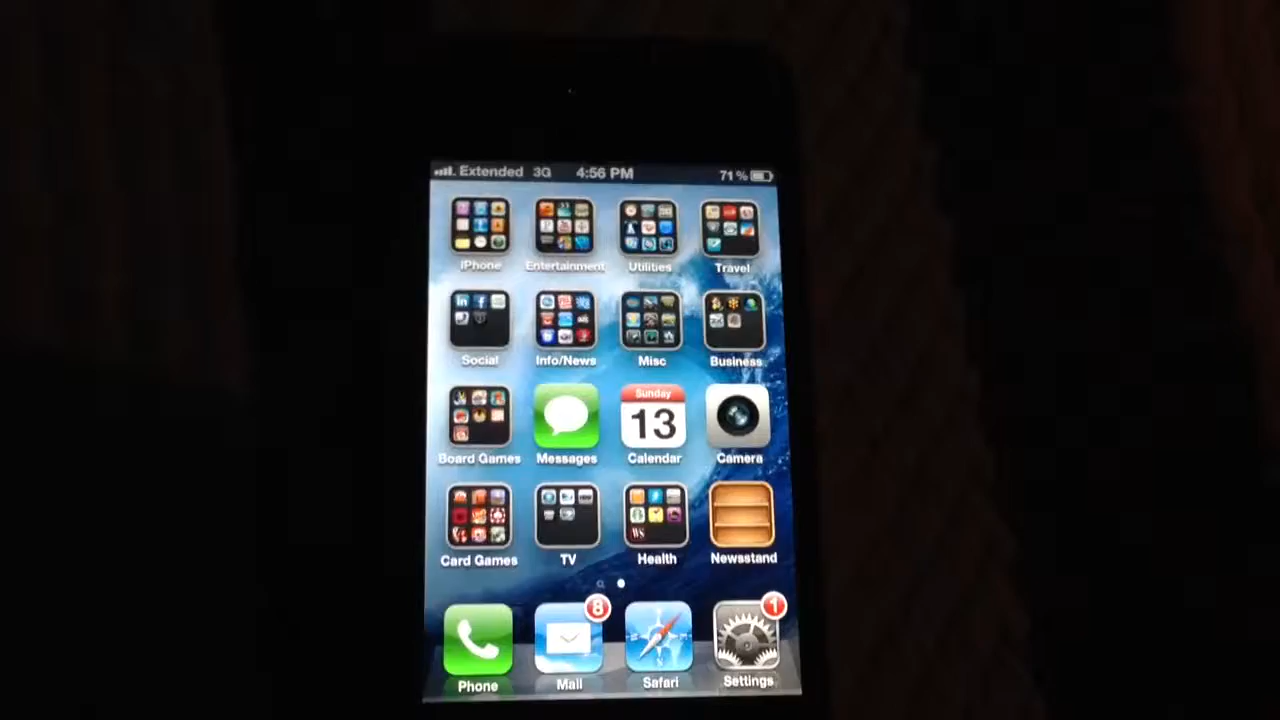 Extended 3G 4:56 PM 71%
iPhone Entertainment Utilities Travel
Social Info/News Misc Business
Sunday
13
Board Games Messages Calendar Camera
Card Games TV Health Newsstand
8 1
Phone Mail Safari Settings